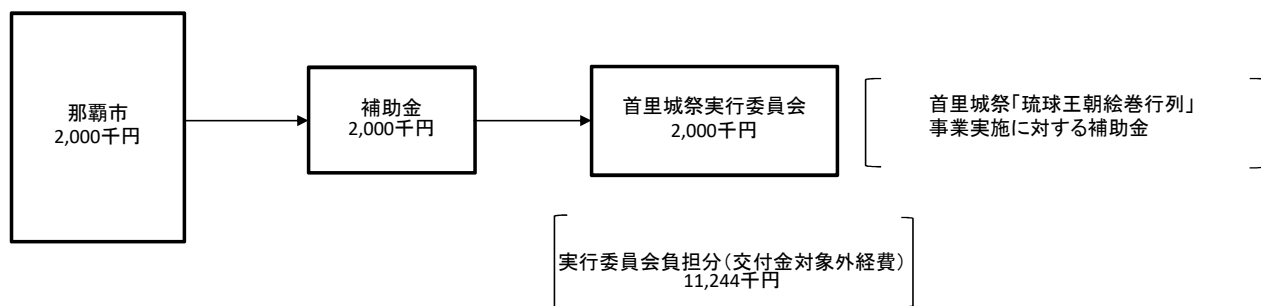 那覇市
2,000千円
補助金
2,000千円
首里城祭実行委員会
2,000千円
首里城祭「琉球王朝絵巻行列」
事業実施に対する補助金
実行委員会負担分(交付金対象外経費)
11,244千円